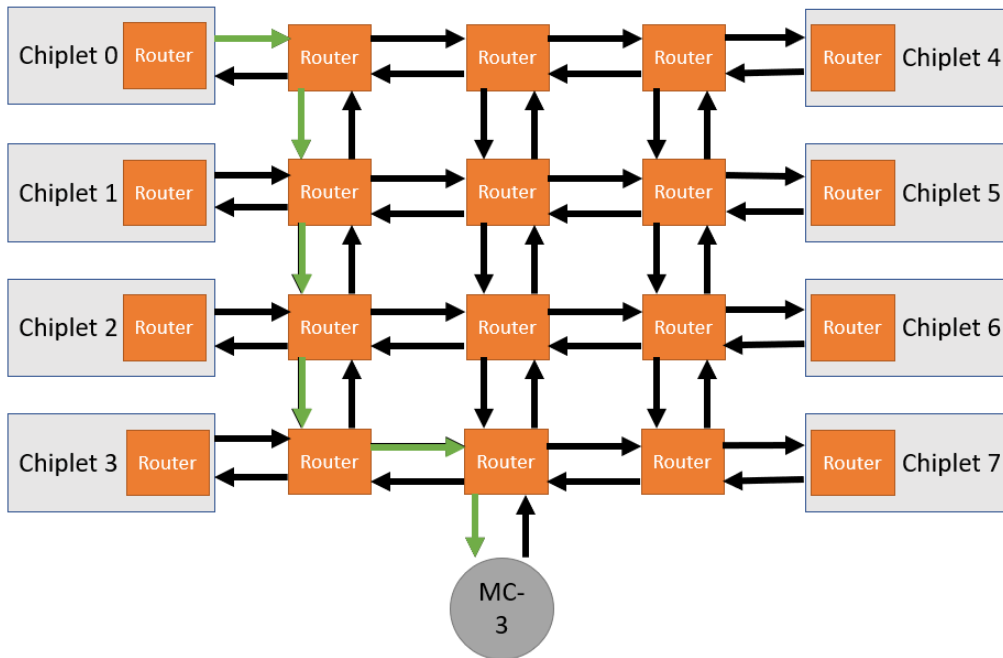 Chiplet 0 Router Router Router Router Router Chiplet 4
Chiplet 1 Router Router Router Router Router Chiplet 5
Chiplet 2 Router Router Router Router Router Chiplet 6
Chiplet 3 Router Router Router Router Router Chiplet 7
MC-
3